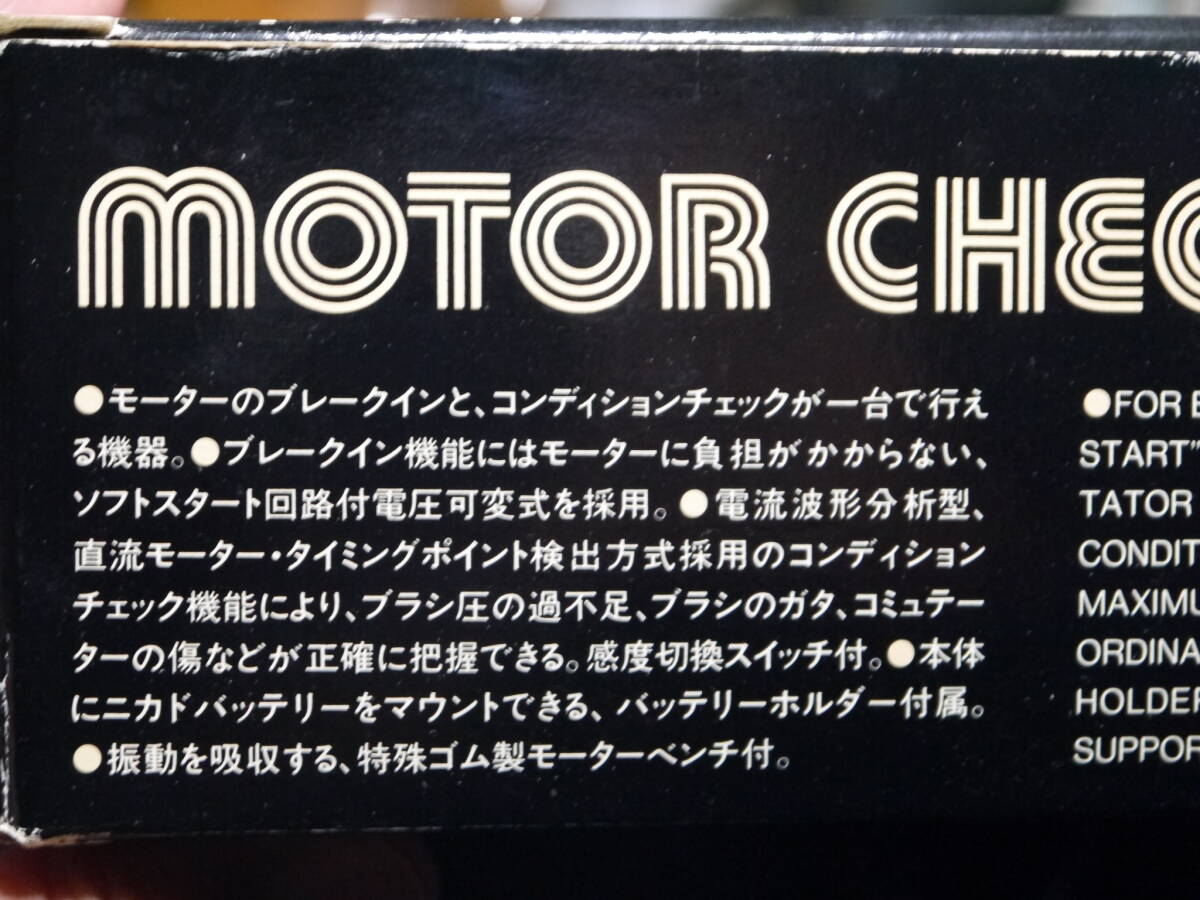 MOTOR CHEC
●モーターのブレークインと、コンディションチェックが一台で行え
る機器。●ブレークイン機能にはモーターに負担がかからない、
ソフトスタート回路付電圧可変式を採用。●電流波形分析型、
直流モーター・タイミングポイント検出方式採用のコンディション
チェック機能により、ブラシ圧の過不足、ブラシのガタ、コミュテー
ターの傷などが正確に把握できる。感度切換スイッチ付。●本体
にニカドバッテリーをマウントできる、バッテリーホルダー付属。
●振動を吸収する、特殊ゴム製モーターベンチ付。
●FOR
START"
TATOR
CONDIT
MAXIMU
ORDINA
HOLDER
SUPPOR